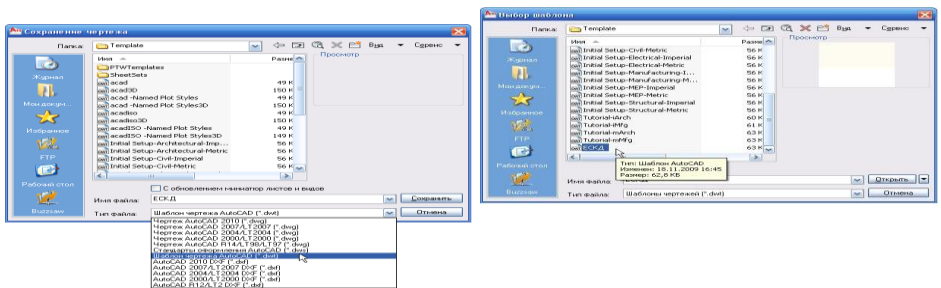 Сохранение чертежа
Папка: Template Вид Сервис
Журнал
Мои докум...
Избранное
FTP
Рабочий стол
Buzzsaw
Имя Разме
PTWTemplates
SheetSets
acad 49 К
acad3D 150 К
acad -Named Plot Styles 49 К
acad -Named Plot Styles3D 150 К
acadiso 49 К
acadiso3D 150 К
acadISO -Named Plot Styles 49 К
acadISO -Named Plot Styles3D 149 К
Initial Setup-Architectural-Imp... 56 К
Initial Setup-Architectural-Metric 56 К
Initial Setup-Civil-Imperial 56 К
Initial Setup-Civil-Metric 56 К
Просмотр
С обновлением миниатюр листов и видов
Имя файла: ЕСКД Сохранить
Тип файла: Шаблон чертежа AutoCAD (*.dwt) Отмена
Чертеж AutoCAD 2010 (*.dwg)
Чертеж AutoCAD 2007/LT2007 (*.dwg)
Чертеж AutoCAD 2004/LT2004 (*.dwg)
Чертеж AutoCAD 2000/LT2000 (*.dwg)
Чертеж AutoCAD R14/LT98/LT97 (*.dwg)
Стандарты оформления AutoCAD (*.dws)
Шаблон чертежа AutoCAD (*.dwt)
AutoCAD 2010 DXF (*.dxf)
AutoCAD 2007/LT2007 DXF (*.dxf)
AutoCAD 2004/LT2004 DXF (*.dxf)
AutoCAD 2000/LT2000 DXF (*.dxf)
AutoCAD R12/LT2 DXF (*.dxf)
Выбор шаблона
Папка: Template Вид Сервис
Журнал
Мои докум...
Избранное
FTP
Рабочий стол
Buzzsaw
Имя Разме
Initial Setup-Civil-Metric 56 К
Initial Setup-Electrical-Imperial 56 К
Initial Setup-Electrical-Metric 56 К
Initial Setup-Manufacturing-I... 56 К
Initial Setup-Manufacturing-M... 56 К
Initial Setup-MEP-Imperial 56 К
Initial Setup-MEP-Metric 56 К
Initial Setup-Structural-Imperial 56 К
Initial Setup-Structural-Metric 56 К
Tutorial-iArch 60 К
Tutorial-iMfg 61 К
Tutorial-mArch 63 К
Tutorial-mMfg 63 К
ЕСКД 63 К
Просмотр
Тип: Шаблон AutoCAD
Изменен: 18.11.2009 16:45
Размер: 62,8 КБ
Имя файла: Открыть
Тип файла: Шаблоны чертежей (*.dwt) Отмена